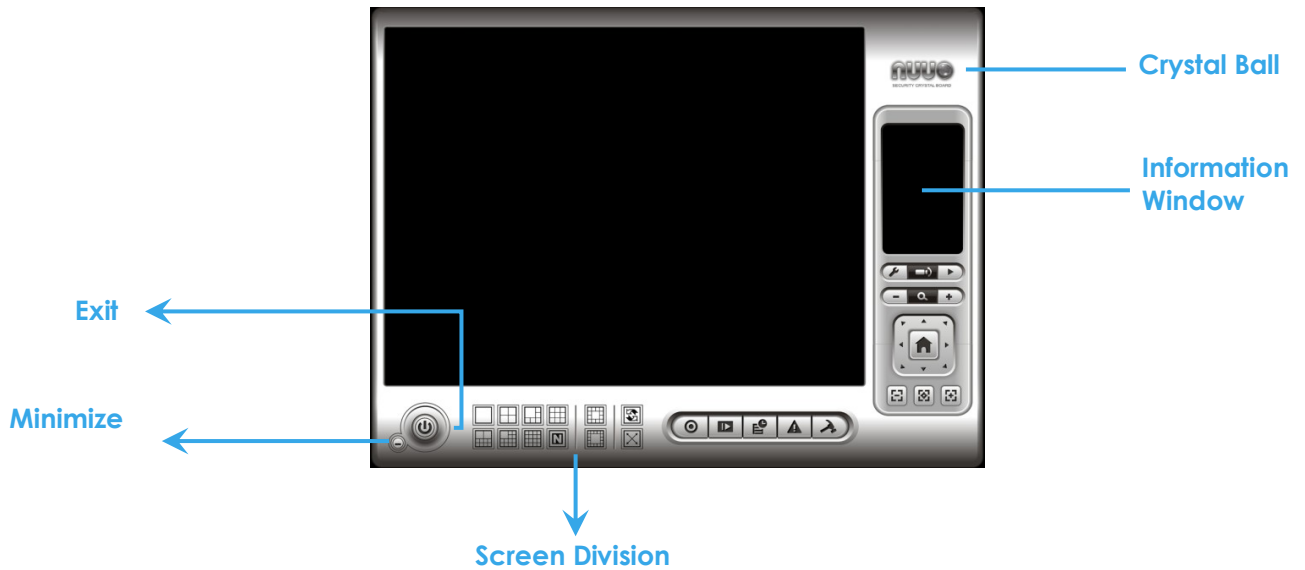 nuuo
SECURITY CRYSTAL BOARD
Crystal Ball
Information
Window
Exit
Minimize
N
Screen Division